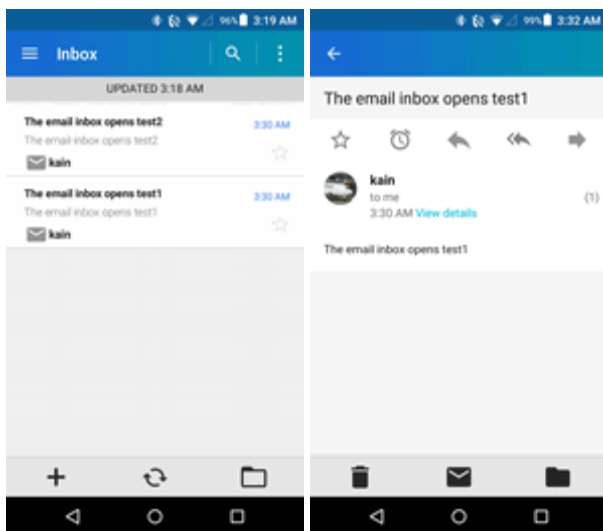 96% 3:19 AM
Inbox
UPDATED 3:18 AM
The email inbox opens test2
3:30 AM
The email inbox opens test2
kain
The email inbox opens test1
3:30 AM
The email inbox opens test1
kain
99% 3:32 AM
The email inbox opens test1
kain
to me
(1)
3:30 AM View details
The email inbox opens test1